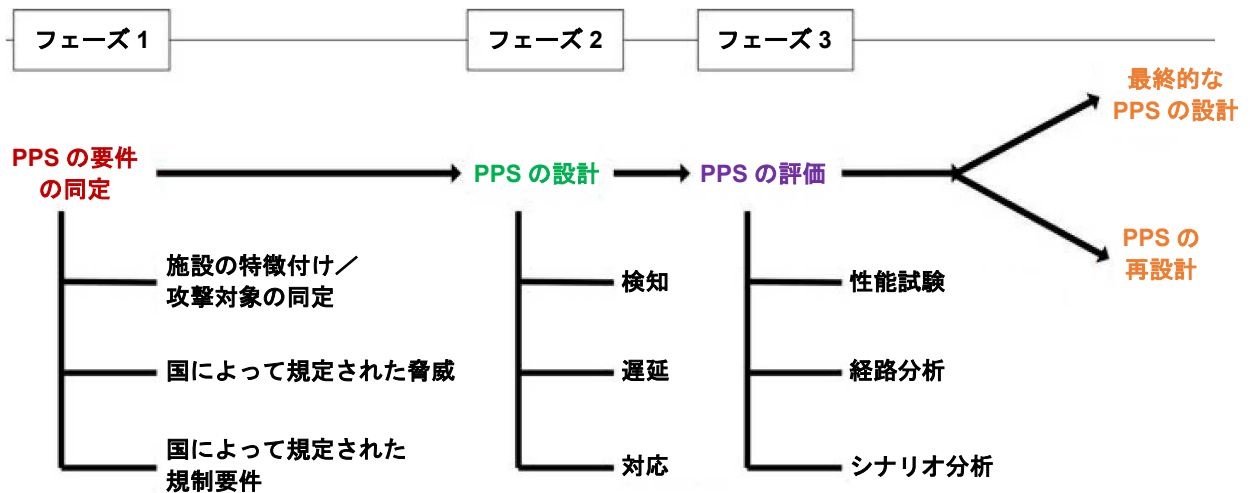 フェーズ 1
フェーズ 2
フェーズ 3
PPS の要件
の同定
施設の特徴付け／
攻撃対象の同定
国によって規定された脅威
国によって規定された
規制要件
PPS の設計
検知
遅延
対応
PPS の評価
性能試験
経路分析
シナリオ分析
最終的な
PPS の設計
PPS の
再設計